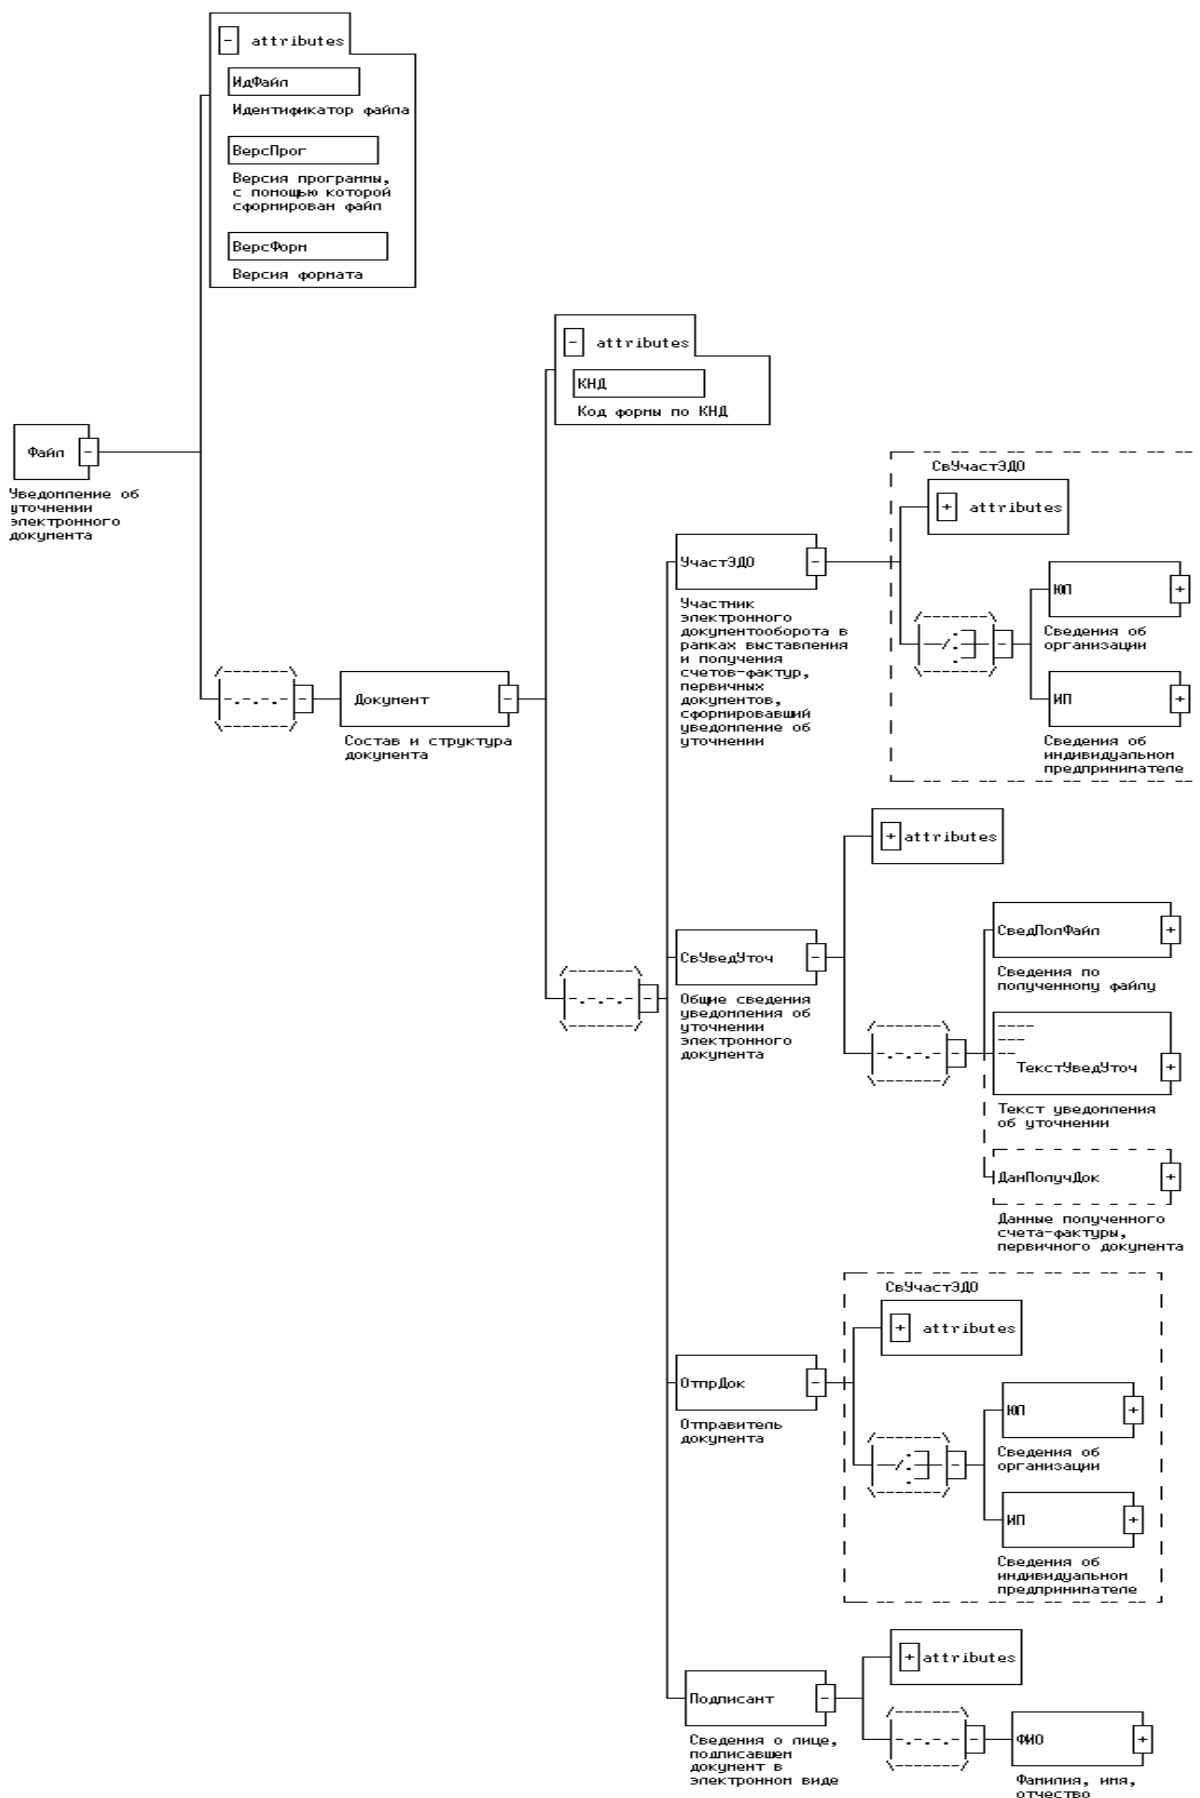 attributes
ИдФайл
Идентификатор файла
ВерсПрог
Версия программы,
с помощью которой
сформирован файл
ВерсФорм
Версия формата
attributes
КНД
Код формы по КНД
Файл
Уведомление об
уточнении
электронного
документа
Документ
Состав и структура
документа
УчастЭДО
Участник
электронного
документооборота в
рамках выставления
и получения
счетов-фактур,
первичных
документов,
сформировавший
уведомление об
уточнении
СвУчастЭДО
attributes
ЮЛ
Сведения об
организации
ИП
Сведения об
индивидуальном
предпринимателе
СвУведУточ
Общие сведения
уведомления об
уточнении
электронного
документа
attributes
СведПолФайл
Сведения по
полученному файлу
ТекстУведУточ
Текст уведомления
об уточнении
ДанПолучДок
Данные полученного
счета-фактуры,
первичного документа
ОтпрДок
Отправитель
документа
СвУчастЭДО
attributes
ЮЛ
Сведения об
организации
ИП
Сведения об
индивидуальном
предпринимателе
Подписант
Сведения о лице,
подписавшем
документ в
электронном виде
attributes
ФИО
Фамилия, имя,
отчество